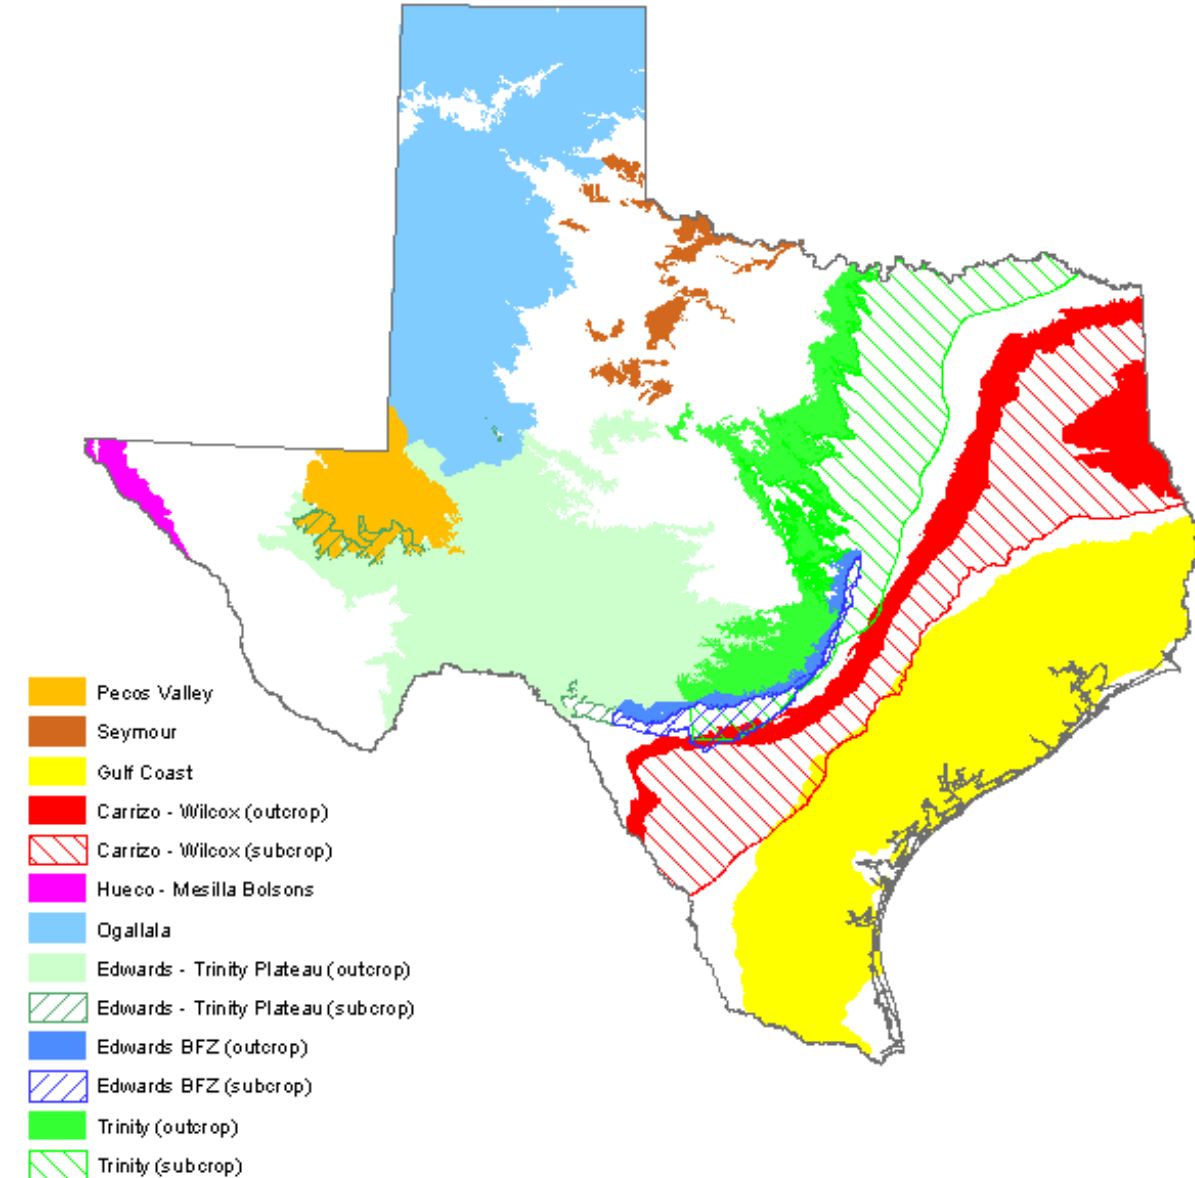 Pecos Valley
Seymour
Gulf Coast
Carrizo - Wilcox (outcrop)
Carrizo - Wilcox (subcrop)
Hueco - Mesilla Bolsons
Ogallala
Edwards - Trinity Plateau (outcrop)
Edwards - Trinity Plateau (subcrop)
Edwards BFZ (outcrop)
Edwards BFZ (subcrop)
Trinity (outcrop)
Trinity (subcrop)